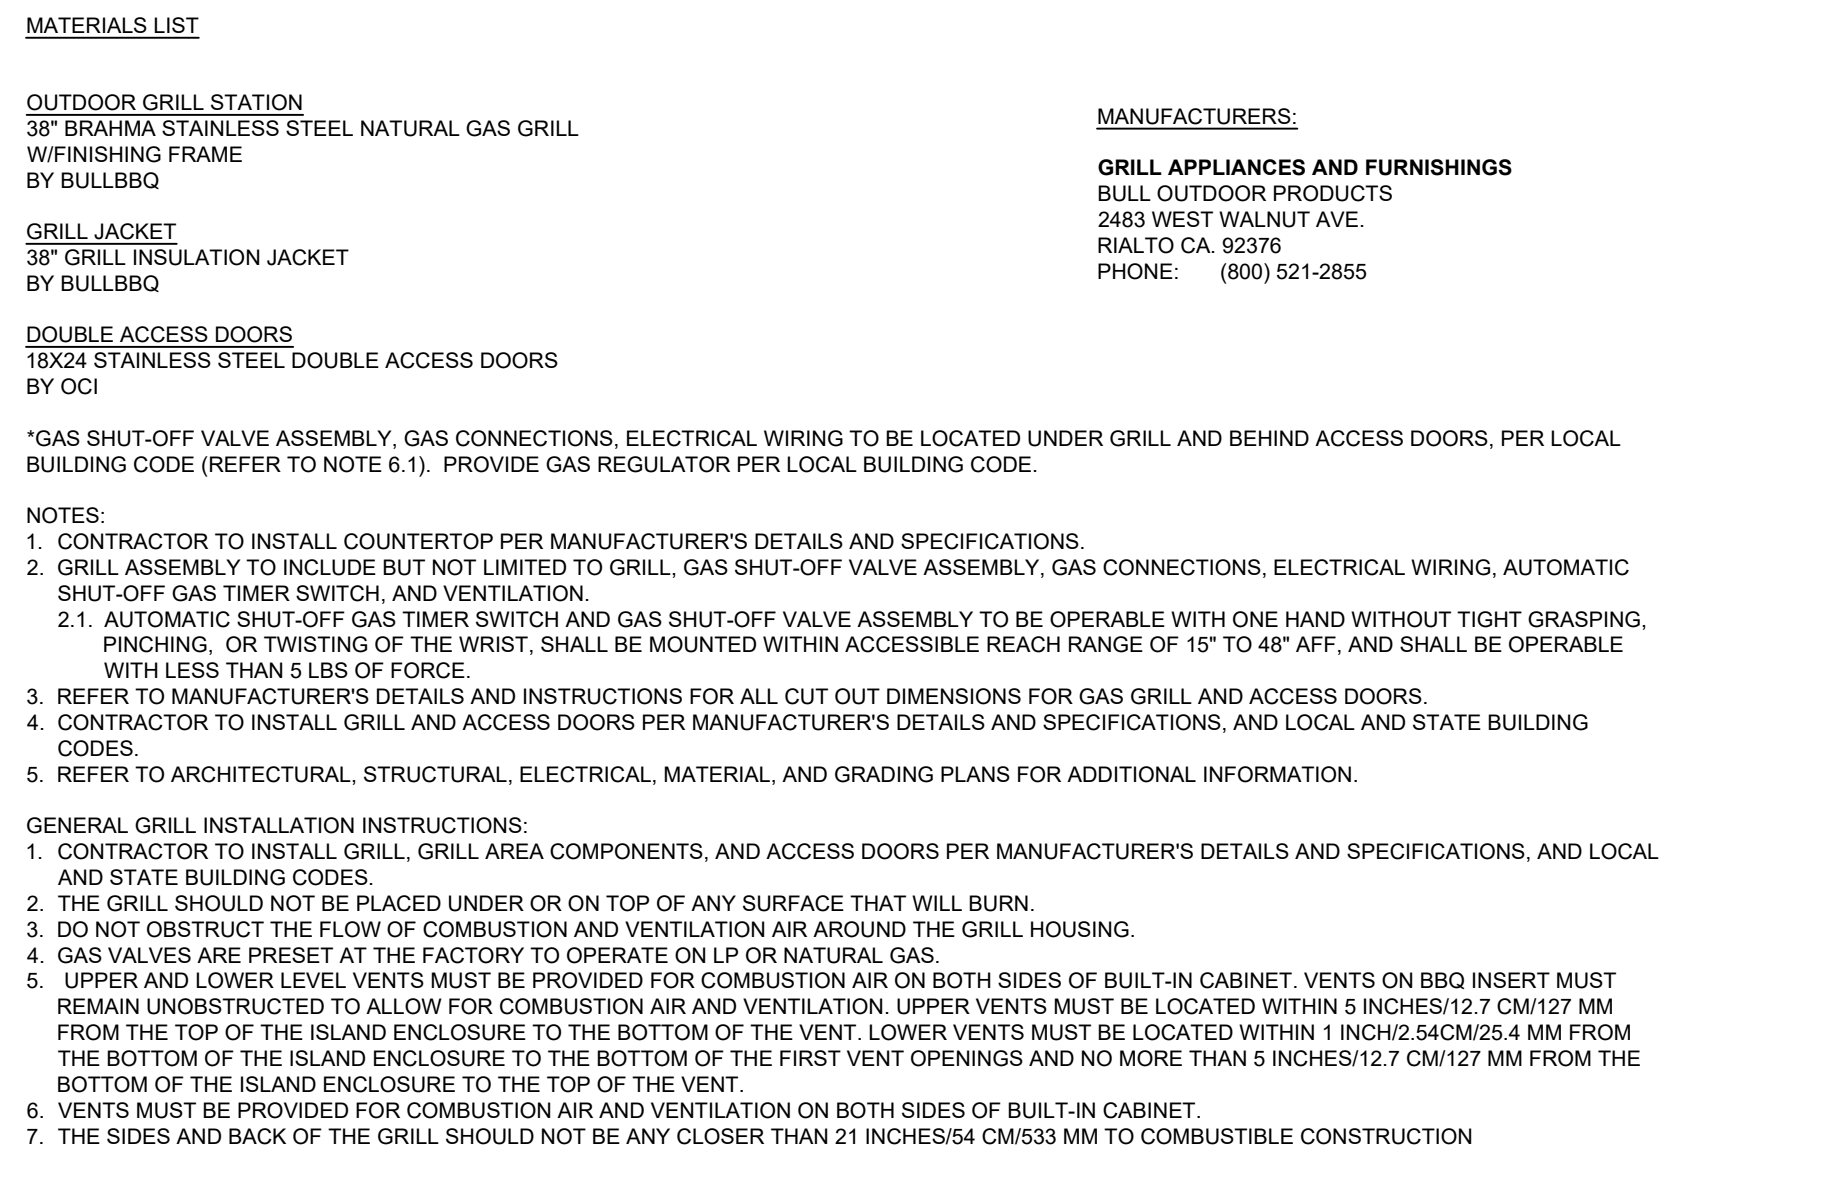 MATERIALS LIST
OUTDOOR GRILL STATION
38" BRAHMA STAINLESS STEEL NATURAL GAS GRILL
W/FINISHING FRAME
BY BULLBBQ
GRILL JACKET
38" GRILL INSULATION JACKET
BY BULLBBQ
DOUBLE ACCESS DOORS
18X24 STAINLESS STEEL DOUBLE ACCESS DOORS
BY OCI
MANUFACTURERS:
GRILL APPLIANCES AND FURNISHINGS
BULL OUTDOOR PRODUCTS
2483 WEST WALNUT AVE.
RIALTO CA. 92376
PHONE: (800) 521-2855
*GAS SHUT-OFF VALVE ASSEMBLY, GAS CONNECTIONS, ELECTRICAL WIRING TO BE LOCATED UNDER GRILL AND BEHIND ACCESS DOORS, PER LOCAL
BUILDING CODE (REFER TO NOTE 6.1). PROVIDE GAS REGULATOR PER LOCAL BUILDING CODE.
NOTES:
1. CONTRACTOR TO INSTALL COUNTERTOP PER MANUFACTURER'S DETAILS AND SPECIFICATIONS.
2. GRILL ASSEMBLY TO INCLUDE BUT NOT LIMITED TO GRILL, GAS SHUT-OFF VALVE ASSEMBLY, GAS CONNECTIONS, ELECTRICAL WIRING, AUTOMATIC
SHUT-OFF GAS TIMER SWITCH, AND VENTILATION.
2.1. AUTOMATIC SHUT-OFF GAS TIMER SWITCH AND GAS SHUT-OFF VALVE ASSEMBLY TO BE OPERABLE WITH ONE HAND WITHOUT TIGHT GRASPING,
PINCHING, OR TWISTING OF THE WRIST, SHALL BE MOUNTED WITHIN ACCESSIBLE REACH RANGE OF 15" TO 48" AFF, AND SHALL BE OPERABLE
WITH LESS THAN 5 LBS OF FORCE.
3. REFER TO MANUFACTURER'S DETAILS AND INSTRUCTIONS FOR ALL CUT OUT DIMENSIONS FOR GAS GRILL AND ACCESS DOORS.
4. CONTRACTOR TO INSTALL GRILL AND ACCESS DOORS PER MANUFACTURER'S DETAILS AND SPECIFICATIONS, AND LOCAL AND STATE BUILDING
CODES.
5. REFER TO ARCHITECTURAL, STRUCTURAL, ELECTRICAL, MATERIAL, AND GRADING PLANS FOR ADDITIONAL INFORMATION.
GENERAL GRILL INSTALLATION INSTRUCTIONS:
1. CONTRACTOR TO INSTALL GRILL, GRILL AREA COMPONENTS, AND ACCESS DOORS PER MANUFACTURER'S DETAILS AND SPECIFICATIONS, AND LOCAL
AND STATE BUILDING CODES.
2. THE GRILL SHOULD NOT BE PLACED UNDER OR ON TOP OF ANY SURFACE THAT WILL BURN.
3. DO NOT OBSTRUCT THE FLOW OF COMBUSTION AND VENTILATION AIR AROUND THE GRILL HOUSING.
4. GAS VALVES ARE PRESET AT THE FACTORY TO OPERATE ON LP OR NATURAL GAS.
5. UPPER AND LOWER LEVEL VENTS MUST BE PROVIDED FOR COMBUSTION AIR ON BOTH SIDES OF BUILT-IN CABINET. VENTS ON BBQ INSERT MUST
REMAIN UNOBSTRUCTED TO ALLOW FOR COMBUSTION AIR AND VENTILATION. UPPER VENTS MUST BE LOCATED WITHIN 5 INCHES/12.7 CM/127 MM
FROM THE TOP OF THE ISLAND ENCLOSURE TO THE BOTTOM OF THE VENT. LOWER VENTS MUST BE LOCATED WITHIN 1 INCH/2.54CM/25.4 MM FROM
THE BOTTOM OF THE ISLAND ENCLOSURE TO THE BOTTOM OF THE FIRST VENT OPENINGS AND NO MORE THAN 5 INCHES/12.7 CM/127 MM FROM THE
BOTTOM OF THE ISLAND ENCLOSURE TO THE TOP OF THE VENT.
6. VENTS MUST BE PROVIDED FOR COMBUSTION AIR AND VENTILATION ON BOTH SIDES OF BUILT-IN CABINET.
7. THE SIDES AND BACK OF THE GRILL SHOULD NOT BE ANY CLOSER THAN 21 INCHES/54 CM/533 MM TO COMBUSTIBLE CONSTRUCTION